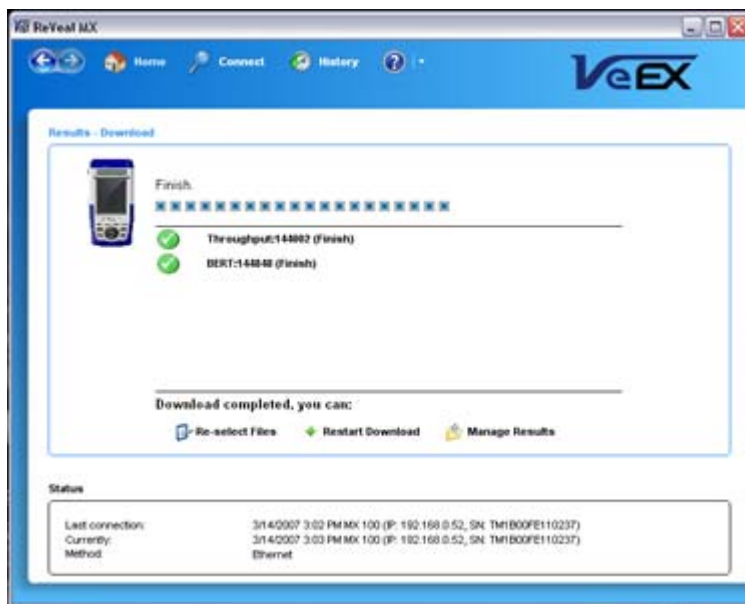 ReVeal MX
Home Connect History ?
VeEX
Results - Download
Finish.
Throughput:144002 (Finish)
BERT:144848 (Finish)
Download completed, you can:
Re-select Files Restart Download Manage Results
Status
Last connection: 3/14/2007 3:02 PM MX 100 (IP: 192.168.0.52, SN: TM1B00FE110237)
Currently: 3/14/2007 3:03 PM MX 100 (IP: 192.168.0.52, SN: TM1B00FE110237)
Method: Ethernet